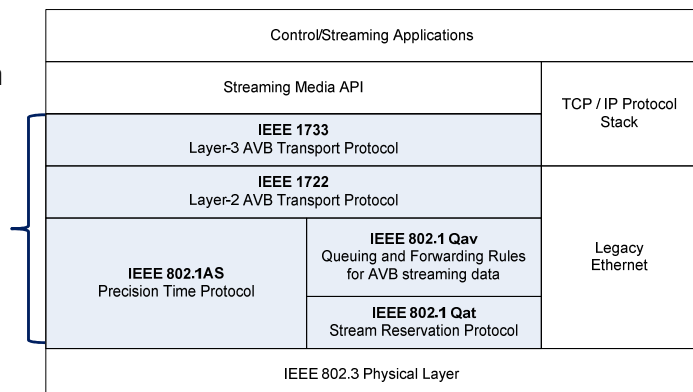 Control/Streaming Applications
Streaming Media API
TCP / IP Protocol
Stack
IEEE 1733
Layer-3 AVB Transport Protocol
IEEE 1722
Layer-2 AVB Transport Protocol
IEEE 802.1AS
Precision Time Protocol
IEEE 802.1 Qav
Queuing and Forwarding Rules
for AVB streaming data
IEEE 802.1 Qat
Stream Reservation Protocol
Legacy
Ethernet
IEEE 802.3 Physical Layer